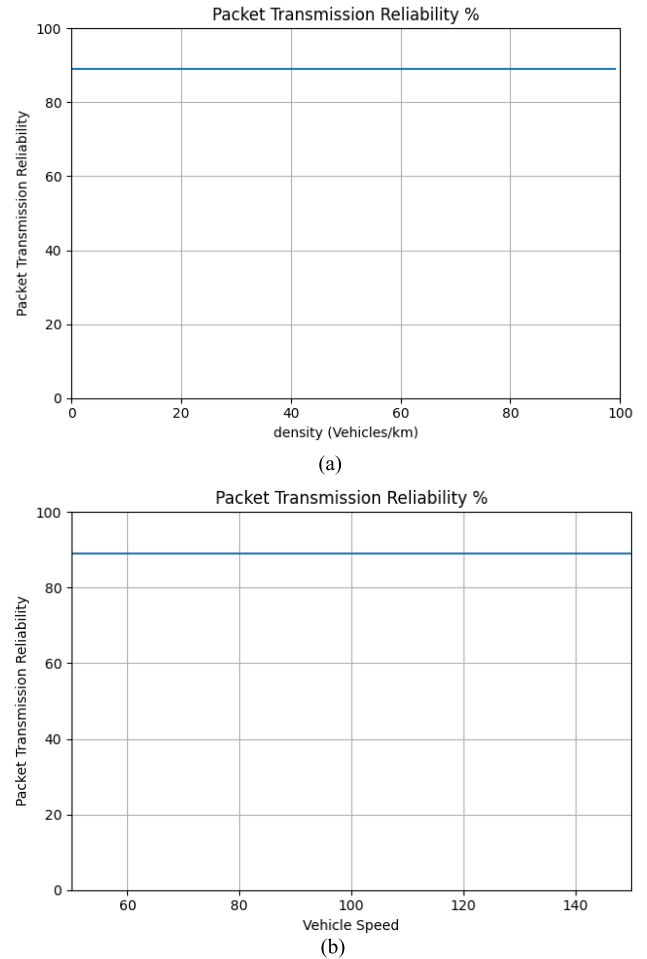 Packet Transmission Reliability %
100
80
60
40
20
0
Packet Transmission Reliability
0 20 40 60 80 100
density (Vehicles/km)
(a)
Packet Transmission Reliability %
100
80
60
40
20
0
Packet Transmission Reliability
60 80 100 120 140
Vehicle Speed
(b)